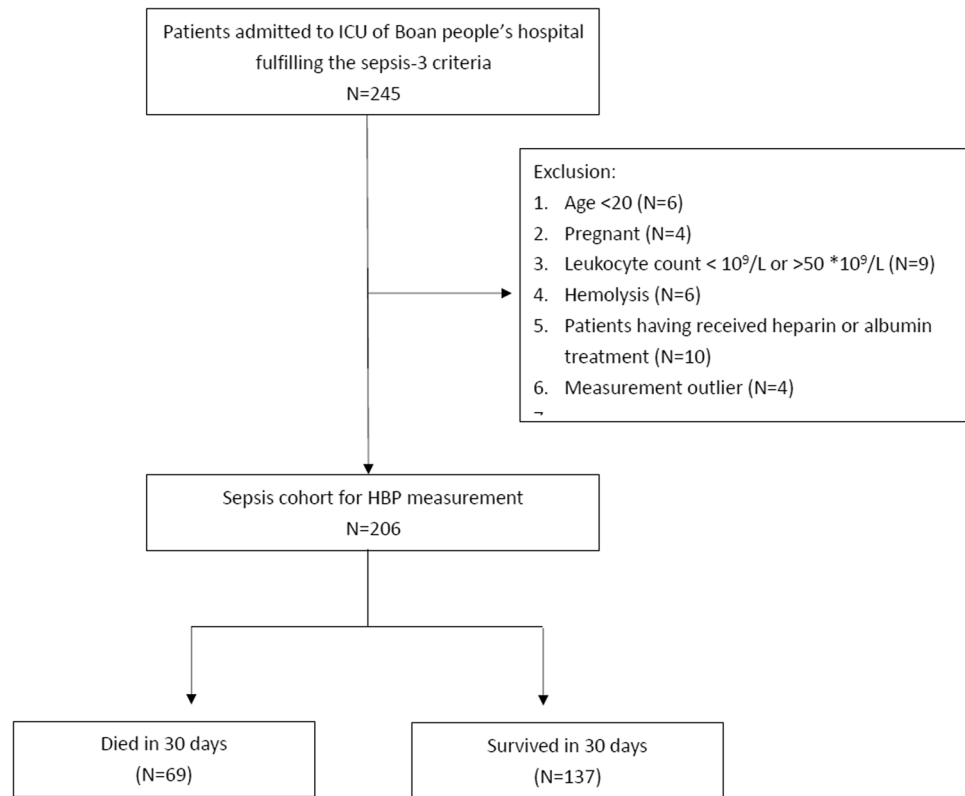 Patients admitted to ICU of Boan people’s hospital
fulfilling the sepsis-3 criteria
N=245
Exclusion:
1. Age <20 (N=6)
2. Pregnant (N=4)
3. Leukocyte count < 10⁹/L or >50 *10⁹/L (N=9)
4. Hemolysis (N=6)
5. Patients having received heparin or albumin
treatment (N=10)
6. Measurement outlier (N=4)
Sepsis cohort for HBP measurement
N=206
Died in 30 days
(N=69)
Survived in 30 days
(N=137)